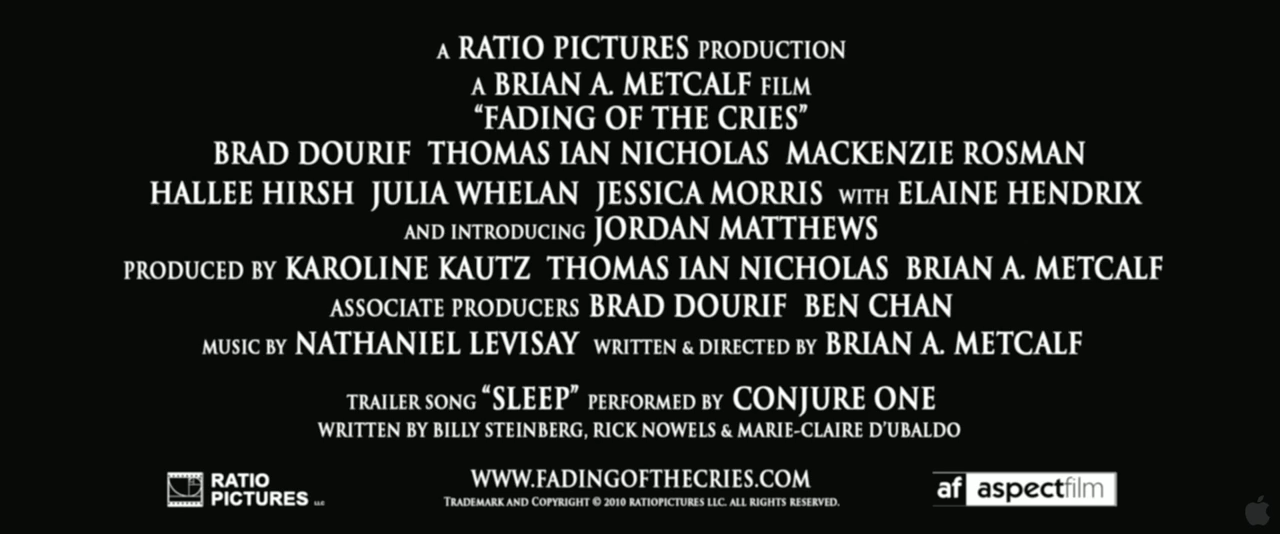 A RATIO PICTURES PRODUCTION
A BRIAN A. METCALF FILM
“FADING OF THE CRIES”
BRAD DOURIF THOMAS IAN NICHOLAS MACKENZIE ROSMAN
HALLEE HIRSH JULIA WHELAN JESSICA MORRIS WITH ELAINE HENDRIX
AND INTRODUCING JORDAN MATTHEWS
PRODUCED BY KAROLINE KAUTZ THOMAS IAN NICHOLAS BRIAN A. METCALF
ASSOCIATE PRODUCERS BRAD DOURIF BEN CHAN
MUSIC BY NATHANIEL LEVISAY WRITTEN & DIRECTED BY BRIAN A. METCALF
TRAILER SONG “SLEEP” PERFORMED BY CONJURE ONE
WRITTEN BY BILLY STEINBERG, RICK NOWELS & MARIE-CLAIRE D’UBALDO
RATIO
PICTURES LLC
WWW.FADINGOFTHECRIES.COM
TRADEMARK AND COPYRIGHT © 2010 RATIOPICTURES LLC. ALL RIGHTS RESERVED.
af aspectfilm